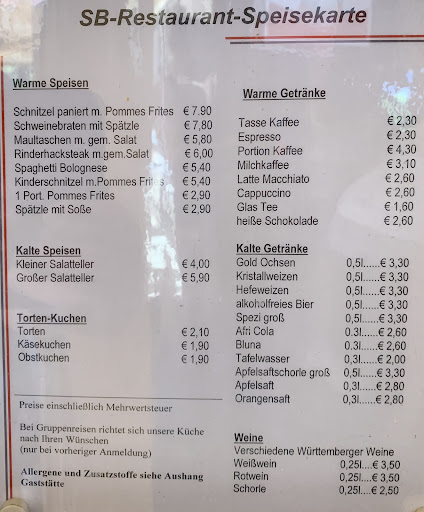 SB-Restaurant-Speisekarte
Warme Speisen
Schnitzel paniert m. Pommes Frites € 7.90
Schweinebraten mit Spätzle € 7,80
Maultaschen m. gem. Salat € 5,80
Rinderhacksteak m.gem.Salat € 6,00
Spaghetti Bolognese € 5,40
Kinderschnitzel m.Pommes Frites € 5,40
1 Port. Pommes Frites € 2,90
Spätzle mit Soße € 2,90
Kalte Speisen
Kleiner Salatteller € 4,00
Großer Salatteller € 5,90
Torten-Kuchen
Torten € 2,10
Käsekuchen € 1,90
Obstkuchen € 1,90
Preise einschließlich Mehrwertsteuer
Bei Gruppenreisen richtet sich unsere Küche
nach Ihren Wünschen
(nur bei vorheriger Anmeldung)
Allergene und Zusatzstoffe siehe Aushang
Gaststätte
Warme Getränke
Tasse Kaffee € 2,30
Espresso € 2,30
Portion Kaffee € 4,30
Milchkaffee € 3,10
Latte Macchiato € 2,60
Cappuccino € 2,60
Glas Tee € 1,60
heiße Schokolade € 2,60
Kalte Getränke
Gold Ochsen 0,5l......€ 3,30
Kristallweizen 0,5l.....€ 3,30
Hefeweizen 0,5l.....€ 3,30
alkoholfreies Bier 0,5l.....€ 3,30
Spezi groß 0,5l.....€ 3,30
Afri Cola 0.3l.....€ 2,60
Bluna 0.3l.....€ 2,60
Tafelwasser 0,3l.....€ 2,00
Apfelsaftschorle groß 0,5l.....€ 3,30
Apfelsaft 0,3l...€ 2,80
Orangensaft 0,3l...€ 2,80
Weine
Verschiedene Württemberger Weine
Weißwein 0,25l....€ 3,50
Rotwein 0,25l....€ 3,50
Schorle 0,25l....€ 2,50